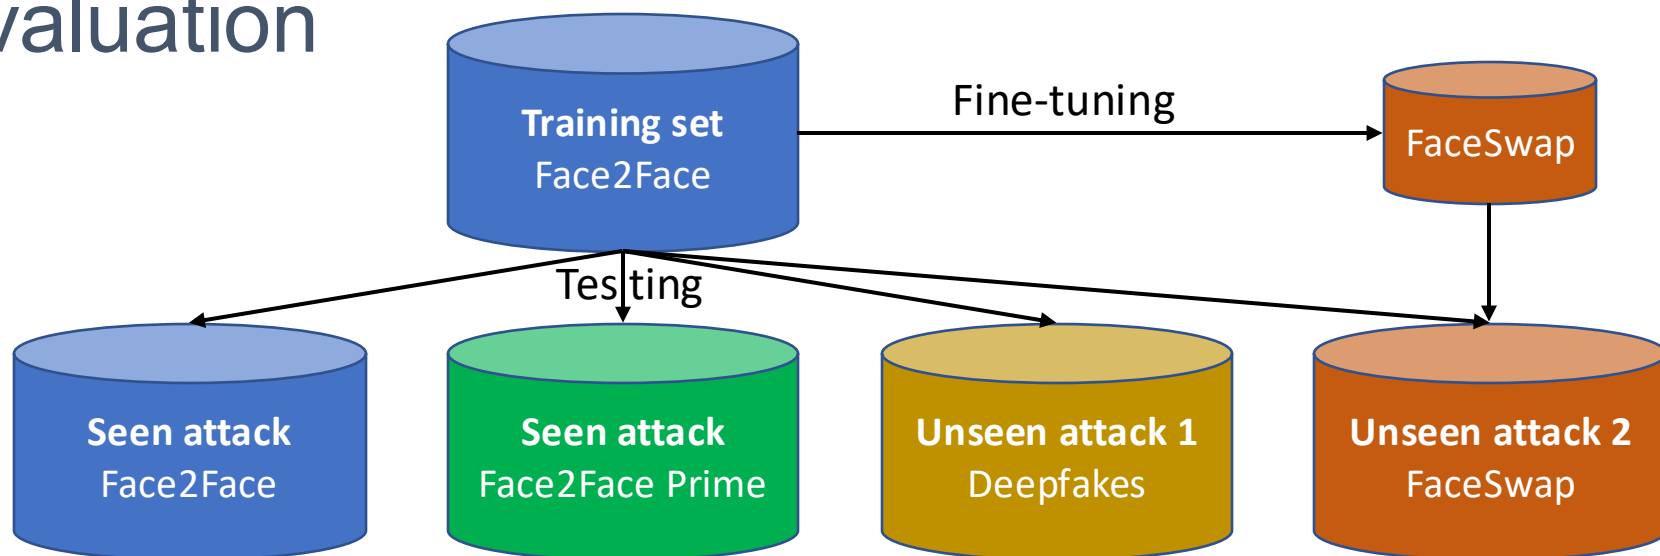 valuation
Training set
Face2Face
Fine-tuning
FaceSwap
Testing
Seen attack
Face2Face
Seen attack
Face2Face Prime
Unseen attack 1
Deepfakes
Unseen attack 2
FaceSwap